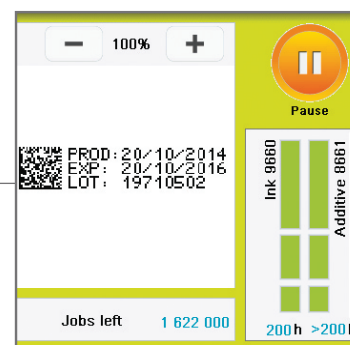 100%
Pause
PROD:20/10/2014
EXP: 20/10/2016
LOT: 19710502
Ink 9660
Additive 8661
Jobs left 1 622 000
200 h >200